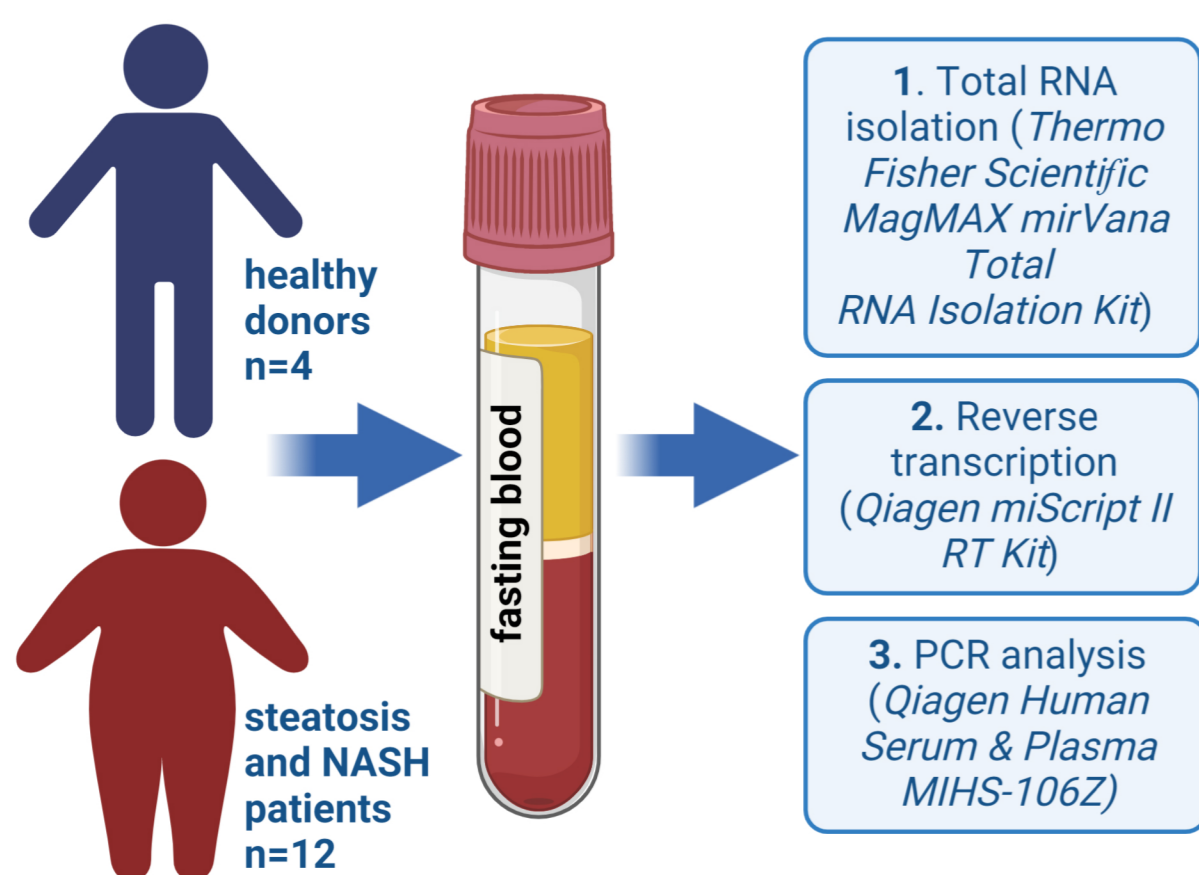 healthy
donors
n=4
steatosis
and NASH
patients
n=12
fasting blood
1. Total RNA
isolation (Thermo
Fisher Scientific
MagMAX mirVana
Total
RNA Isolation Kit)
2. Reverse
transcription
(Qiagen miScript II
RT Kit)
3. PCR analysis
(Qiagen Human
Serum & Plasma
MIHS-106Z)